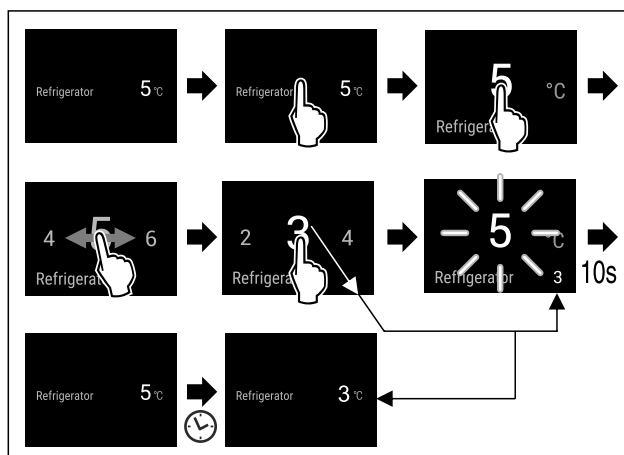 Refrigerator 5 °C
Refrigerator 5 °C
5 °C
Refrigerator
4 5 6
Refrigerator
2 3 4
Refrigerator
5 °C
Refrigerator 3
10s
Refrigerator 5 °C
Refrigerator 3 °C